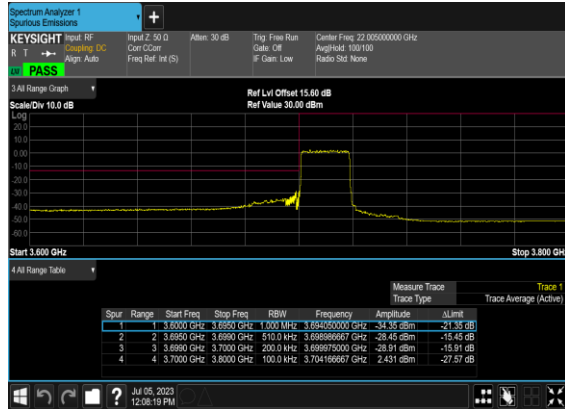 Spectrum Analyzer 1
Spurious Emissions
+
KEYSIGHT Input: RF Input Z: 50 Ω Atten: 30 dB Trig: Free Run Center Freq: 22.005000000 GHz
R T Coupling: DC Corr CCorr Gate: Off Avg|Hold: 100/100
Align: Auto Freq Ref: Int (S) IF Gain: Low Radio Std: None
LV PASS
3 All Range Graph
Ref Lvl Offset 15.60 dB
Scale/Div 10.0 dB Ref Value 30.00 dBm
Log
20.0
10.0
0.00
-10.0
-20.0
-30.0
-40.0
-50.0
-60.0
Start 3.600 GHz Stop 3.800 GHz
4 All Range Table
Measure Trace Trace 1
Trace Type Trace Average (Active)
Spur Range Start Freq Stop Freq RBW Frequency Amplitude ΔLimit
1 1 3.6000 GHz 3.6950 GHz 1.000 MHz 3.694050000 GHz -34.35 dBm -21.35 dB
2 2 3.6950 GHz 3.6990 GHz 510.0 kHz 3.698986667 GHz -28.45 dBm -15.45 dB
3 3 3.6990 GHz 3.7000 GHz 200.0 kHz 3.699975000 GHz -28.91 dBm -15.91 dB
4 4 3.7000 GHz 3.8000 GHz 100.0 kHz 3.704166667 GHz 2.431 dBm -27.57 dB
? Jul 05, 2023
12:08:19 PM